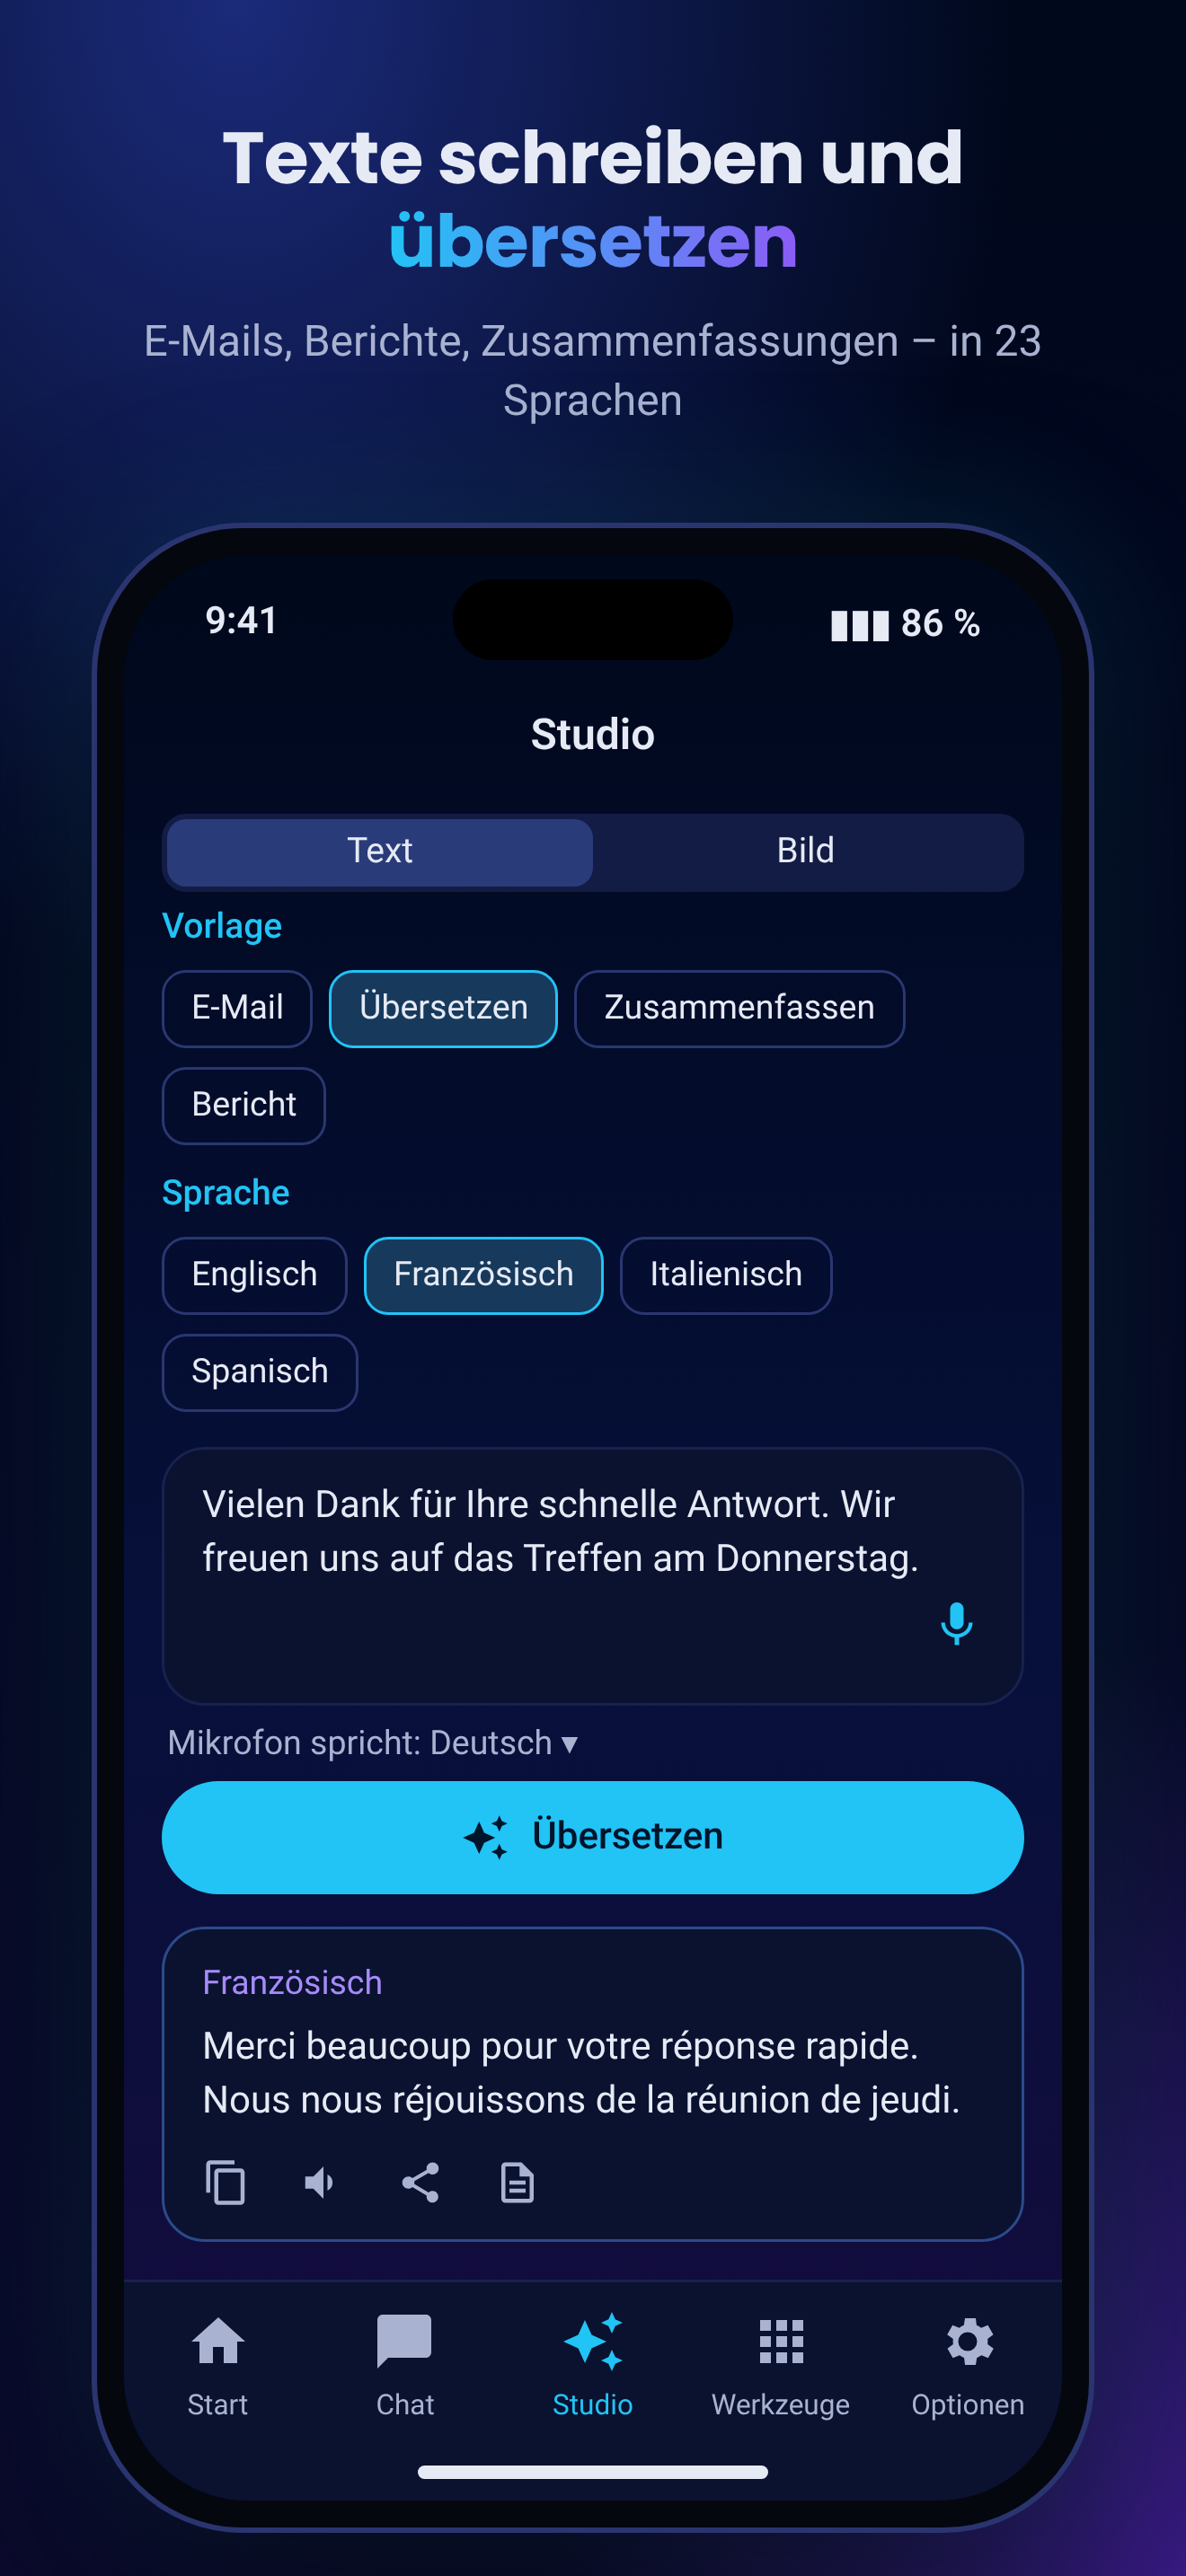 Texte schreiben und
übersetzen
E-Mails, Berichte, Zusammenfassungen – in 23
Sprachen
9:41
86 %
Studio
Text
Bild
Vorlage
E-Mail
Übersetzen
Zusammenfassen
Bericht
Sprache
Englisch
Französisch
Italienisch
Spanisch
Vielen Dank für Ihre schnelle Antwort. Wir
freuen uns auf das Treffen am Donnerstag.
Mikrofon spricht: Deutsch ▾
Übersetzen
Französisch
Merci beaucoup pour votre réponse rapide.
Nous nous réjouissons de la réunion de jeudi.
Start
Chat
Studio
Werkzeuge
Optionen